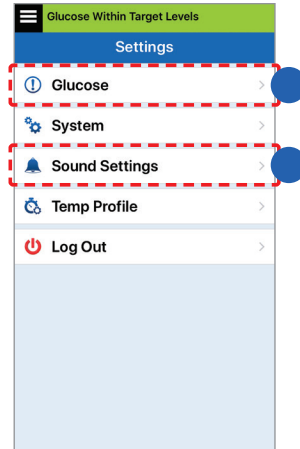 Glucose Within Target Levels
Settings
Glucose
System
Sound Settings
Temp Profile
Log Out